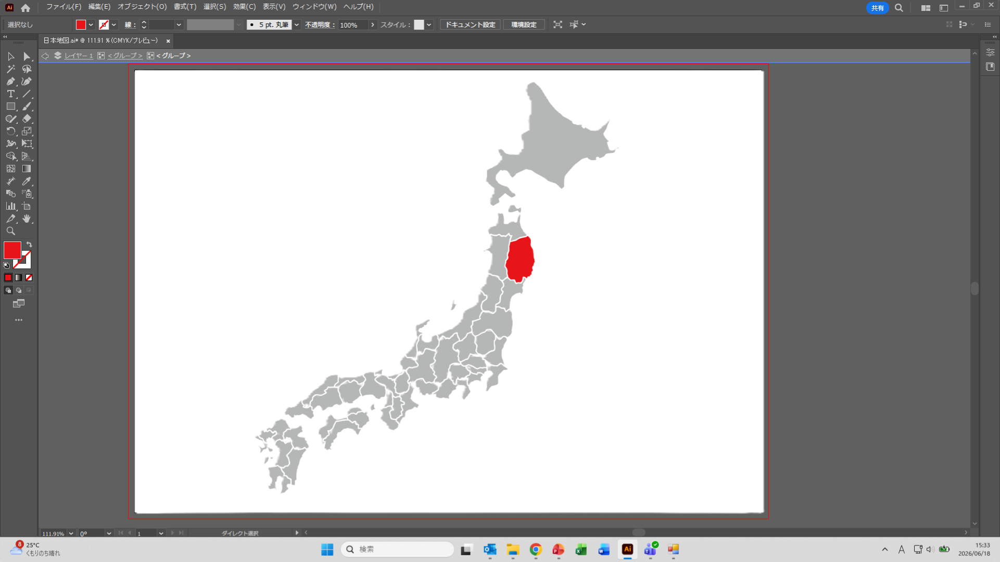 Ai ファイル(F) 編集(E) オブジェクト(O) 書式(T) 選択(S) 効果(C) 表示(V) ウィンドウ(W) ヘルプ(H) 共有
選択なし 線： 5 pt. 丸筆 不透明度： 100% スタイル： ドキュメント設定 環境設定
日本地図.ai* @ 111.91 % (CMYK/プレビュー) ×
レイヤー 1 <グループ> <グループ>
111.91% 0° 1 ダイレクト選択
8 25°C
くもりのち晴れ
検索
Ai
A
15:33
2026/06/18